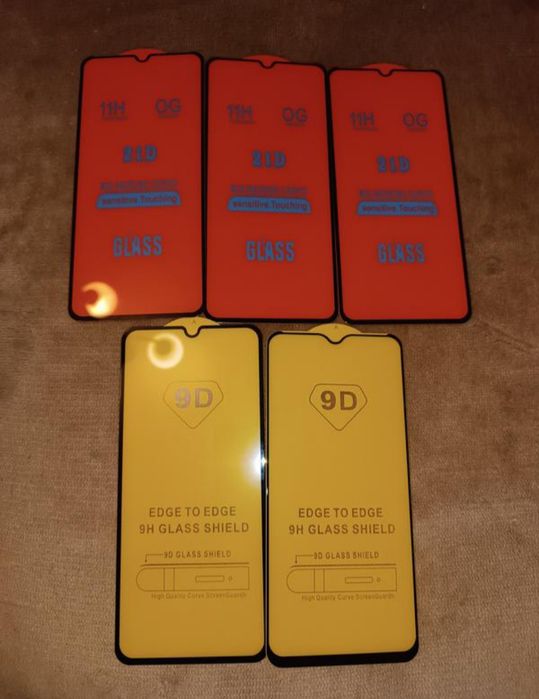 11H OG
21D
sensitive Touching
GLASS
11H OG
21D
sensitive Touching
GLASS
11H OG
21D
sensitive Touching
GLASS
9D
EDGE TO EDGE
9H GLASS SHIELD
9D GLASS SHIELD
High Quality Curve ScreenGuards
9D
EDGE TO EDGE
9H GLASS SHIELD
9D GLASS SHIELD
High Quality Curve ScreenGuards